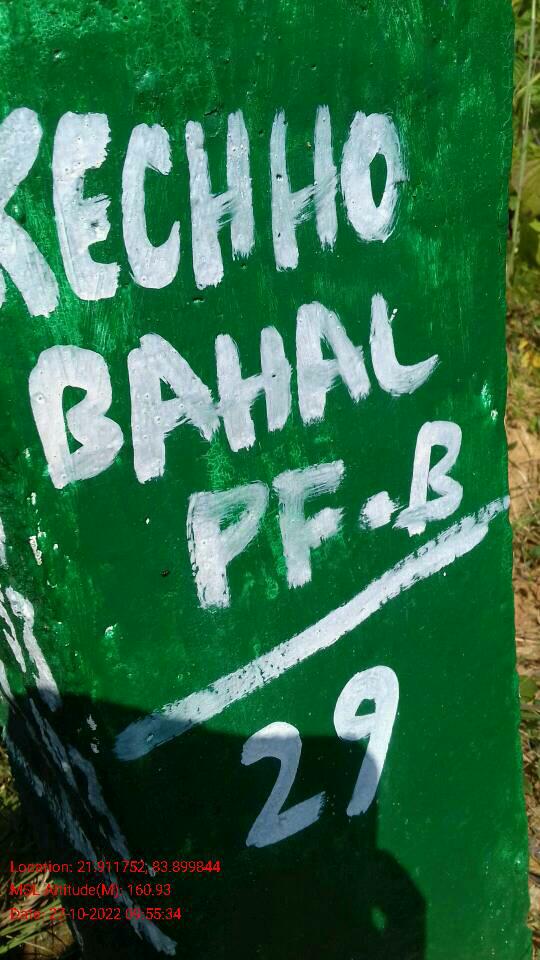 KECHHO
BAHAL
PF.B
29
Location: 21.911752, 83.899844
MSL Altitude(M): 160.93
Date: 27-10-2022 09:55:34